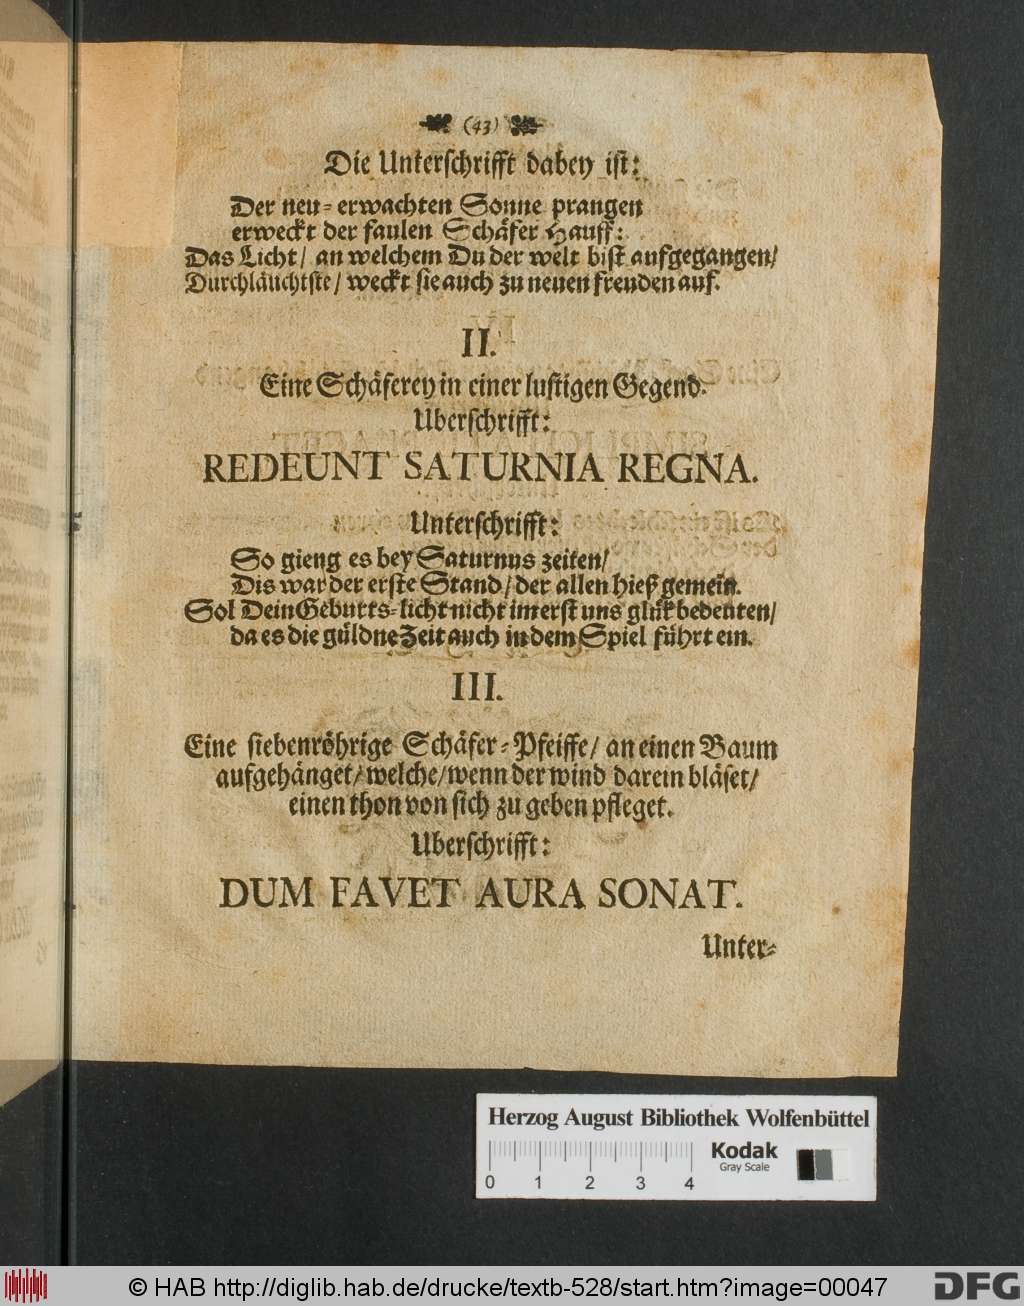 (43)
Die Unterschrifft dabey ist:
Der neu-erwachten Sonne prangen
erweckt der faulen Schäfer Hauff:
Das Licht/ an welchem Du der welt bist aufgegangen/
Durchläuchtste/ weckt sie auch zu neuen freuden auf.
II.
Eine Schäferey in einer lustigen Gegend.
Uberschrifft:
REDEUNT SATURNIA REGNA.
Unterschrifft:
So gieng es bey Saturnus zeiten/
Dis war der erste Stand/ der allen hieß gemein.
Sol Dein Geburts-licht nicht im erst uns glük bedeuten/
da es die güldne Zeit auch in dem Spiel führt ein.
III.
Eine siebenröhrige Schäfer-Pfeiffe/ an einen Baum
aufgehänget/ welche/ wenn der wind darein bläset/
einen thon von sich zu geben pfleget.
Uberschrifft:
DUM FAVET AURA SONAT.
Unter-
Herzog August Bibliothek Wolfenbüttel
Kodak
Gray Scale
0 1 2 3 4
© HAB http://diglib.hab.de/drucke/textb-528/start.htm?image=00047
DFG